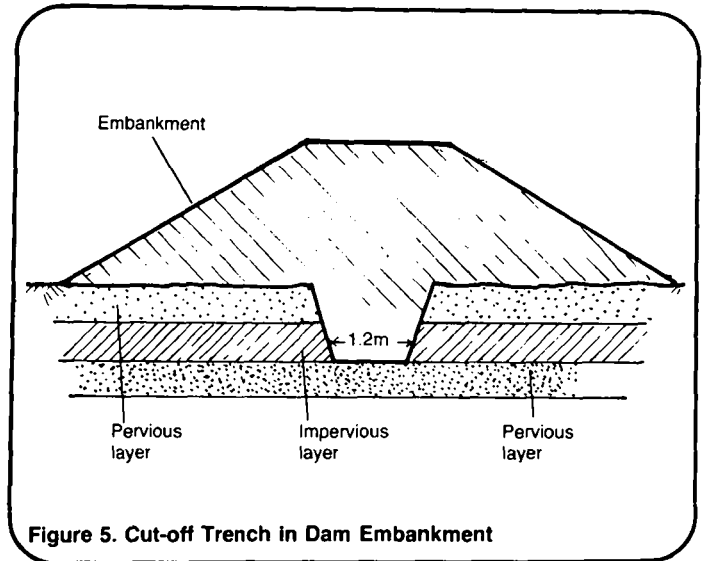 Embankment
1.2m
Pervious
layer
Impervious
layer
Pervious
layer
Figure 5. Cut-off Trench in Dam Embankment